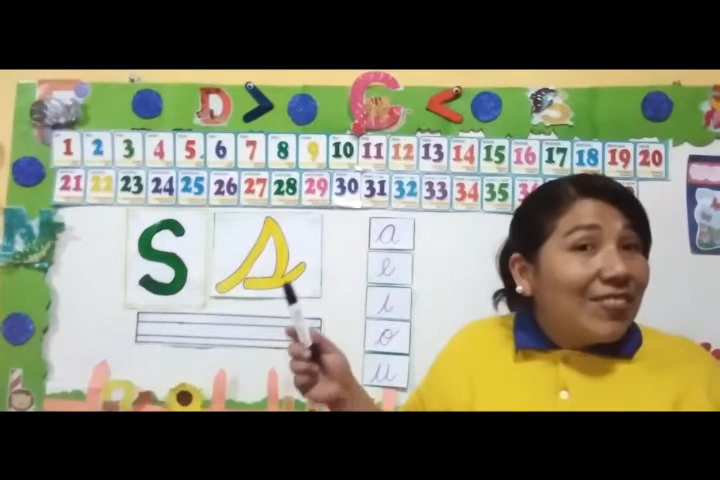 D > G <
1 2 3 4 5 6 7 8 9 10 11 12 13 14 15 16 17 18 19 20
21 22 23 24 25 26 27 28 29 30 31 32 33 34 35
S s
a
e
i
o
u